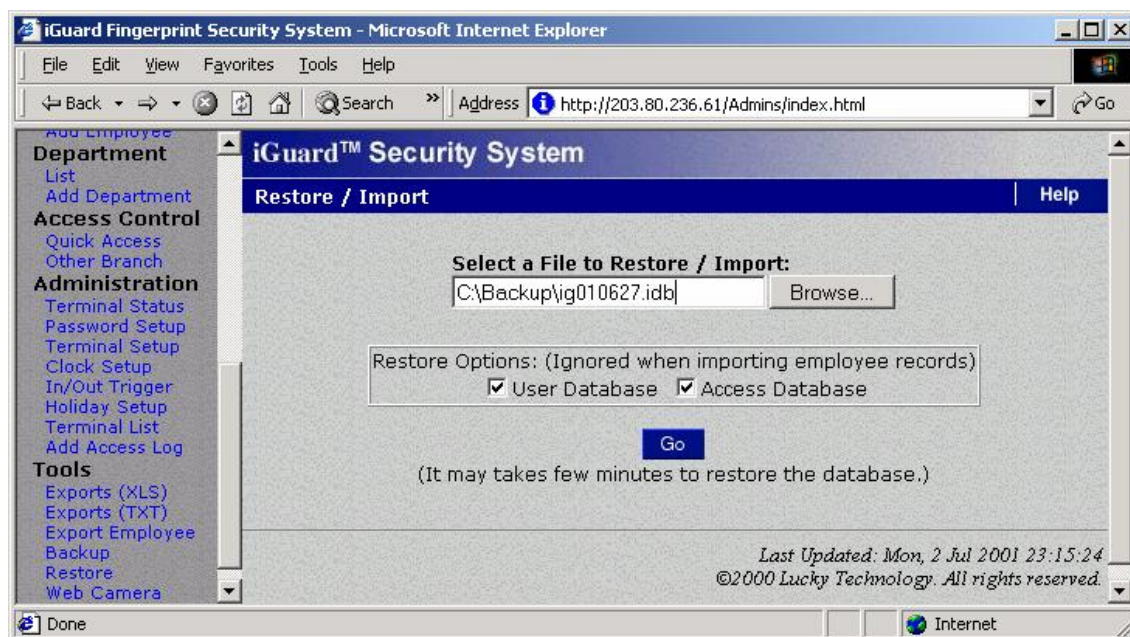 iGuard Fingerprint Security System - Microsoft Internet Explorer
File Edit View Favorites Tools Help
Back Search » Address http://203.80.236.61/Admins/index.html Go
Add Employee
Department
List
Add Department
Access Control
Quick Access
Other Branch
Administration
Terminal Status
Password Setup
Terminal Setup
Clock Setup
In/Out Trigger
Holiday Setup
Terminal List
Add Access Log
Tools
Exports (XLS)
Exports (TXT)
Export Employee
Backup
Restore
Web Camera
iGuard™ Security System
Restore / Import Help
Select a File to Restore / Import:
C:\Backup\ig010627.idb Browse...
Restore Options: (Ignored when importing employee records)
User Database Access Database
Go
(It may takes few minutes to restore the database.)
Last Updated: Mon, 2 Jul 2001 23:15:24
©2000 Lucky Technology. All rights reserved.
Done Internet